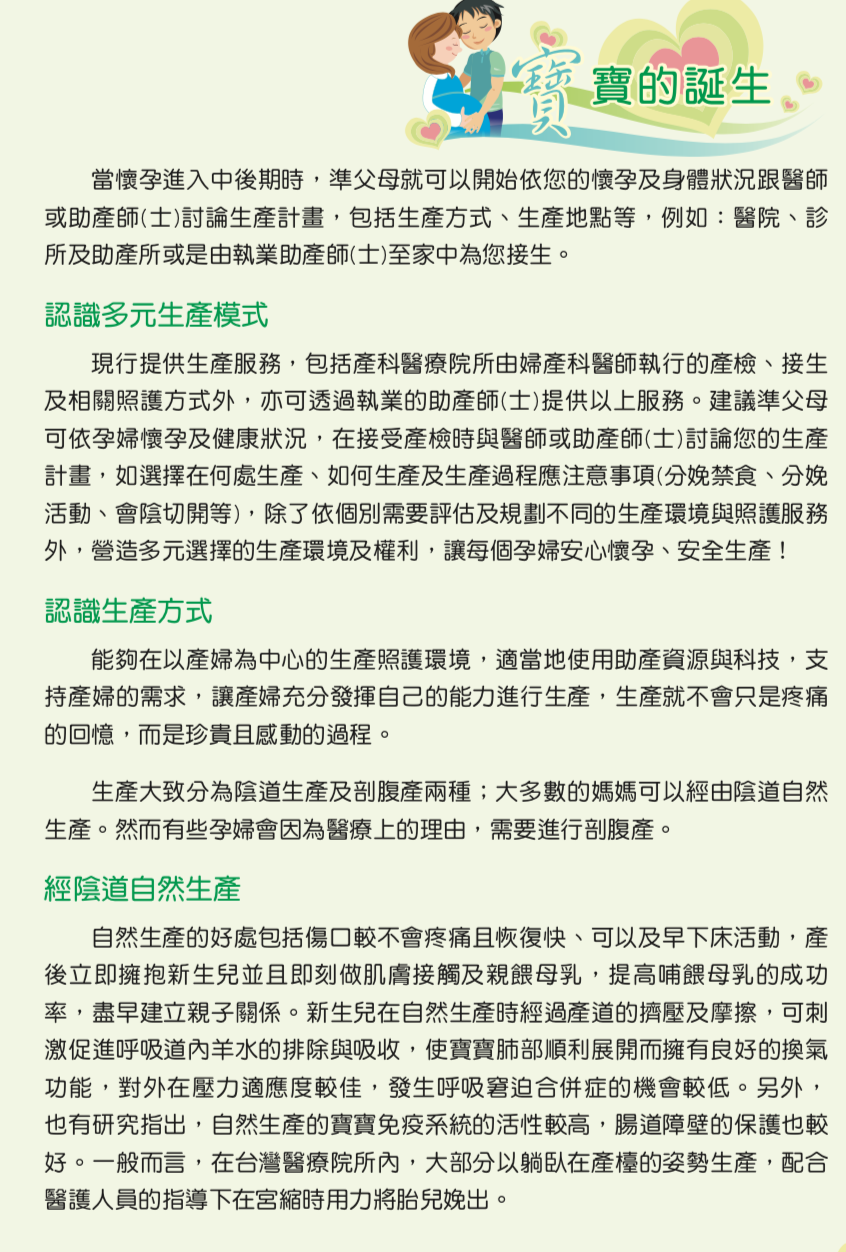 寶寶的誕生
當懷孕進入中後期時，準父母就可以開始依您的懷孕及身體狀況跟醫師
或助產師(士)討論生產計畫，包括生產方式、生產地點等，例如：醫院、診
所及助產所或是由執業助產師(士)至家中為您接生。
認識多元生產模式
現行提供生產服務，包括產科醫療院所由婦產科醫師執行的產檢、接生
及相關照護方式外，亦可透過執業的助產師(士)提供以上服務。建議準父母
可依孕婦懷孕及健康狀況，在接受產檢時與醫師或助產師(士)討論您的生產
計畫，如選擇在何處生產、如何生產及生產過程應注意事項(分娩禁食、分娩
活動、會陰切開等)，除了依個別需要評估及規劃不同的生產環境與照護服務
外，營造多元選擇的生產環境及權利，讓每個孕婦安心懷孕、安全生產！
認識生產方式
能夠在以產婦為中心的生產照護環境，適當地使用助產資源與科技，支
持產婦的需求，讓產婦充分發揮自己的能力進行生產，生產就不會只是疼痛
的回憶，而是珍貴且感動的過程。
生產大致分為陰道生產及剖腹產兩種；大多數的媽媽可以經由陰道自然
生產。然而有些孕婦會因為醫療上的理由，需要進行剖腹產。
經陰道自然生產
自然生產的好處包括傷口較不會疼痛且恢復快、可以及早下床活動，產
後立即擁抱新生兒並且即刻做肌膚接觸及親餵母乳，提高哺餵母乳的成功
率，盡早建立親子關係。新生兒在自然生產時經過產道的擠壓及摩擦，可刺
激促進呼吸道內羊水的排除與吸收，使寶寶肺部順利展開而擁有良好的換氣
功能，對外在壓力適應度較佳，發生呼吸窘迫合併症的機會較低。另外，
也有研究指出，自然生產的寶寶免疫系統的活性較高，腸道障壁的保護也較
好。一般而言，在台灣醫療院所內，大部分以躺臥在產檯的姿勢生產，配合
醫護人員的指導下在宮縮時用力將胎兒娩出。